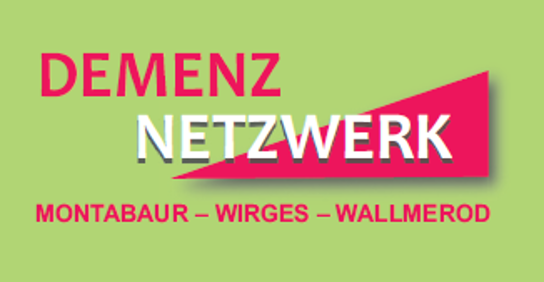 DEMENZ
NETZWERK
MONTABAUR – WIRGES – WALLMEROD